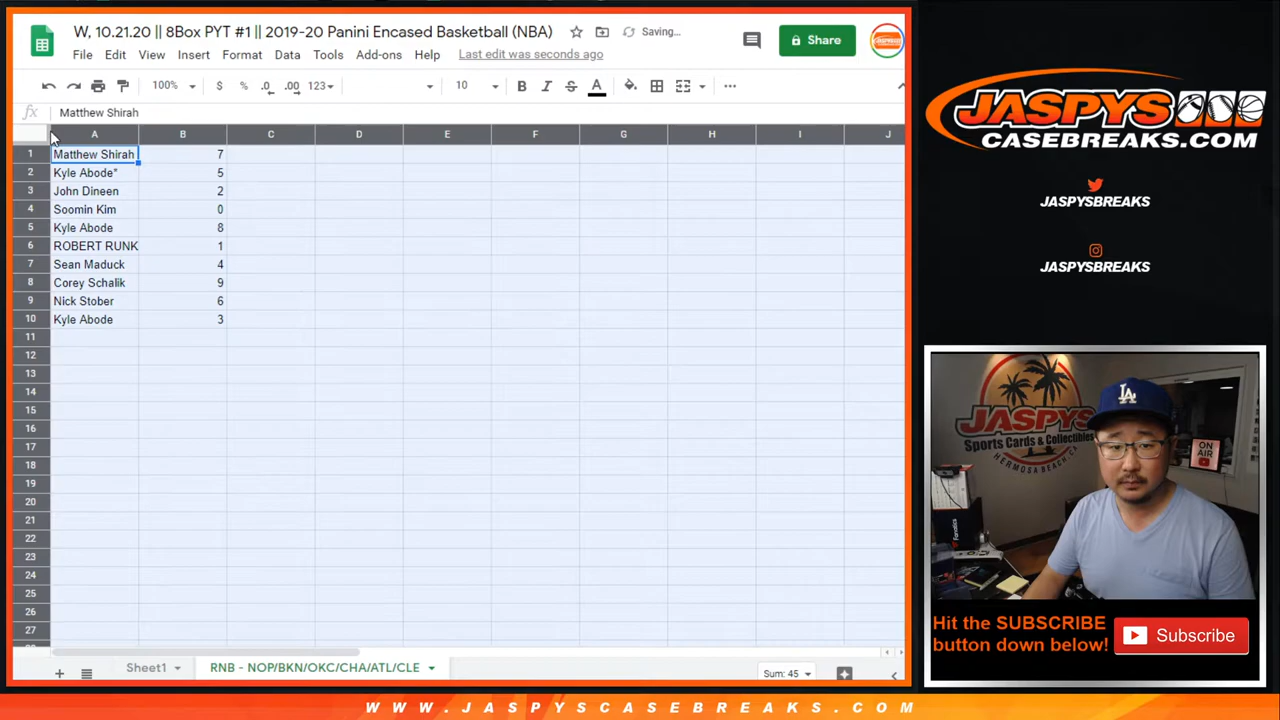 W, 10.21.20 || 8Box PYT #1 || 2019-20 Panini Encased Basketball (NBA)
Saving...
Share
File Edit View Insert Format Data Tools Add-ons Help Last edit was seconds ago
100% $ % .0 .00 123 10 B I S A
fx Matthew Shirah
A B C D E F G H I J
1 Matthew Shirah 7
2 Kyle Abode" 5
3 John Dineen 2
4 Soomin Kim 0
5 Kyle Abode 8
6 ROBERT RUNK 1
7 Sean Maduck 4
8 Corey Schalik 9
9 Nick Stober 6
10 Kyle Abode 3
11
12
13
14
15
16
17
18
19
20
21
22
23
24
25
26
27
Sheet1 RNB - NOP/BKN/OKC/CHA/ATL/CLE Sum: 45
JASPYS
CASEBREAKS.COM
JASPYSBREAKS
JASPYSBREAKS
JASPYS
Sports Cards & Collectibles
HERMOSA BEACH, CA
LA
ON AIR
Fanatics
Hit the SUBSCRIBE
button down below!
Subscribe
WWW.JASPYSCASEBREAKS.COM